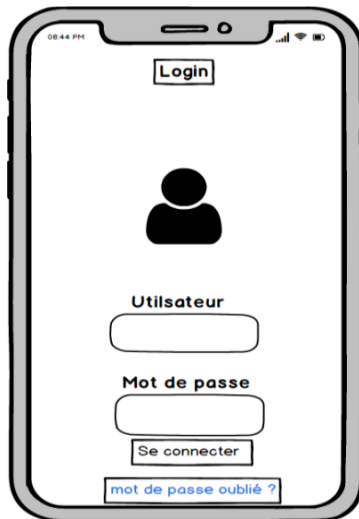 08:44 PM
Login
Utilsateur
Mot de passe
Se connecter
mot de passe oublié ?